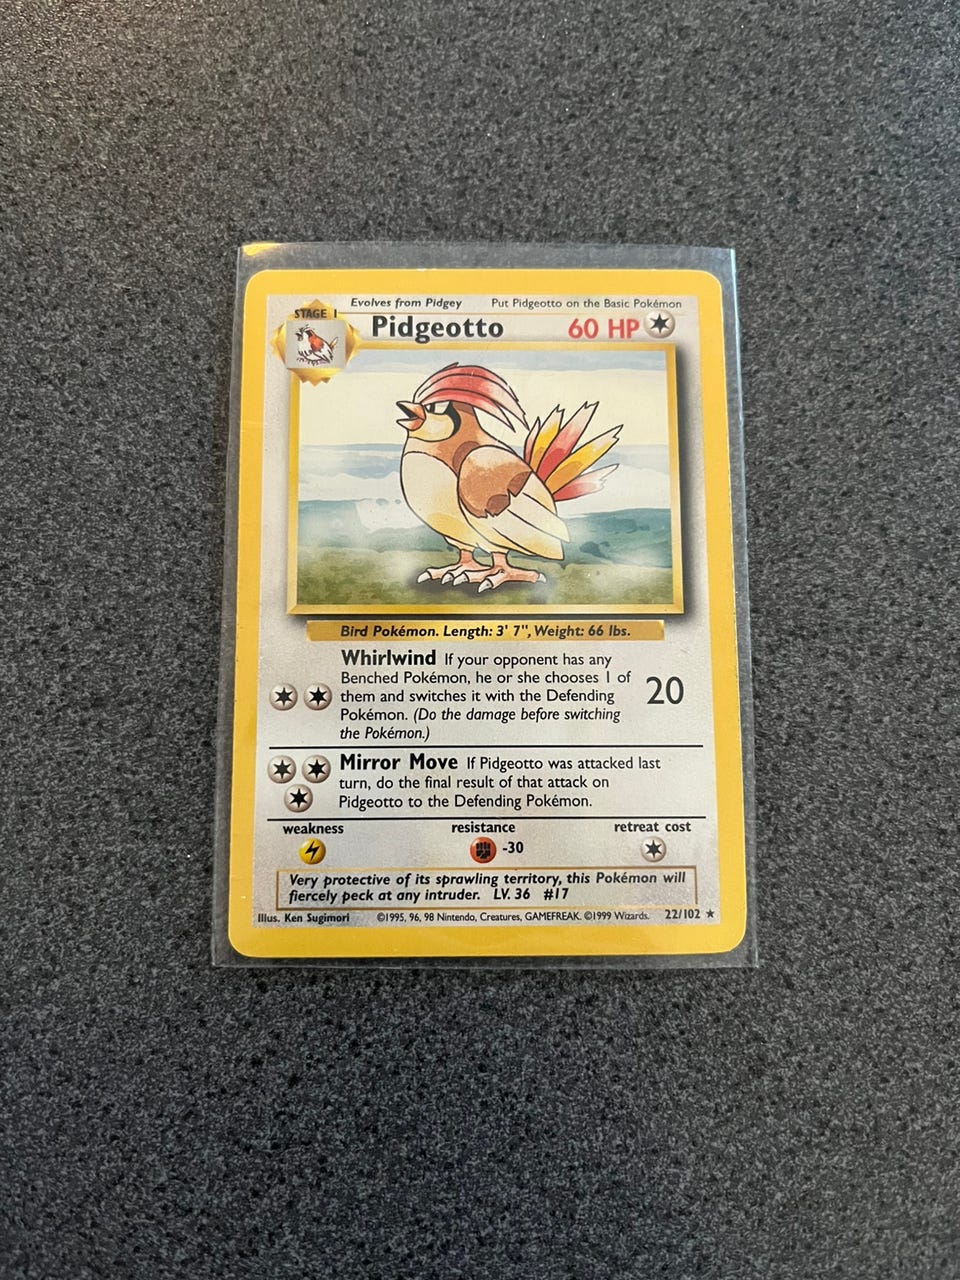 Evolves from Pidgey Put Pidgeotto on the Basic Pokémon
STAGE 1
Pidgeotto 60 HP
Bird Pokémon. Length: 3' 7", Weight: 66 lbs.
Whirlwind If your opponent has any
Benched Pokémon, he or she chooses 1 of
them and switches it with the Defending
Pokémon. (Do the damage before switching
the Pokémon.)
20
Mirror Move If Pidgeotto was attacked last
turn, do the final result of that attack on
Pidgeotto to the Defending Pokémon.
weakness resistance retreat cost
-30
Very protective of its sprawling territory, this Pokémon will
fiercely peck at any intruder. LV. 36 #17
Illus. Ken Sugimori ©1995, 96, 98 Nintendo, Creatures, GAMEFREAK. ©1999 Wizards. 22/102 ★